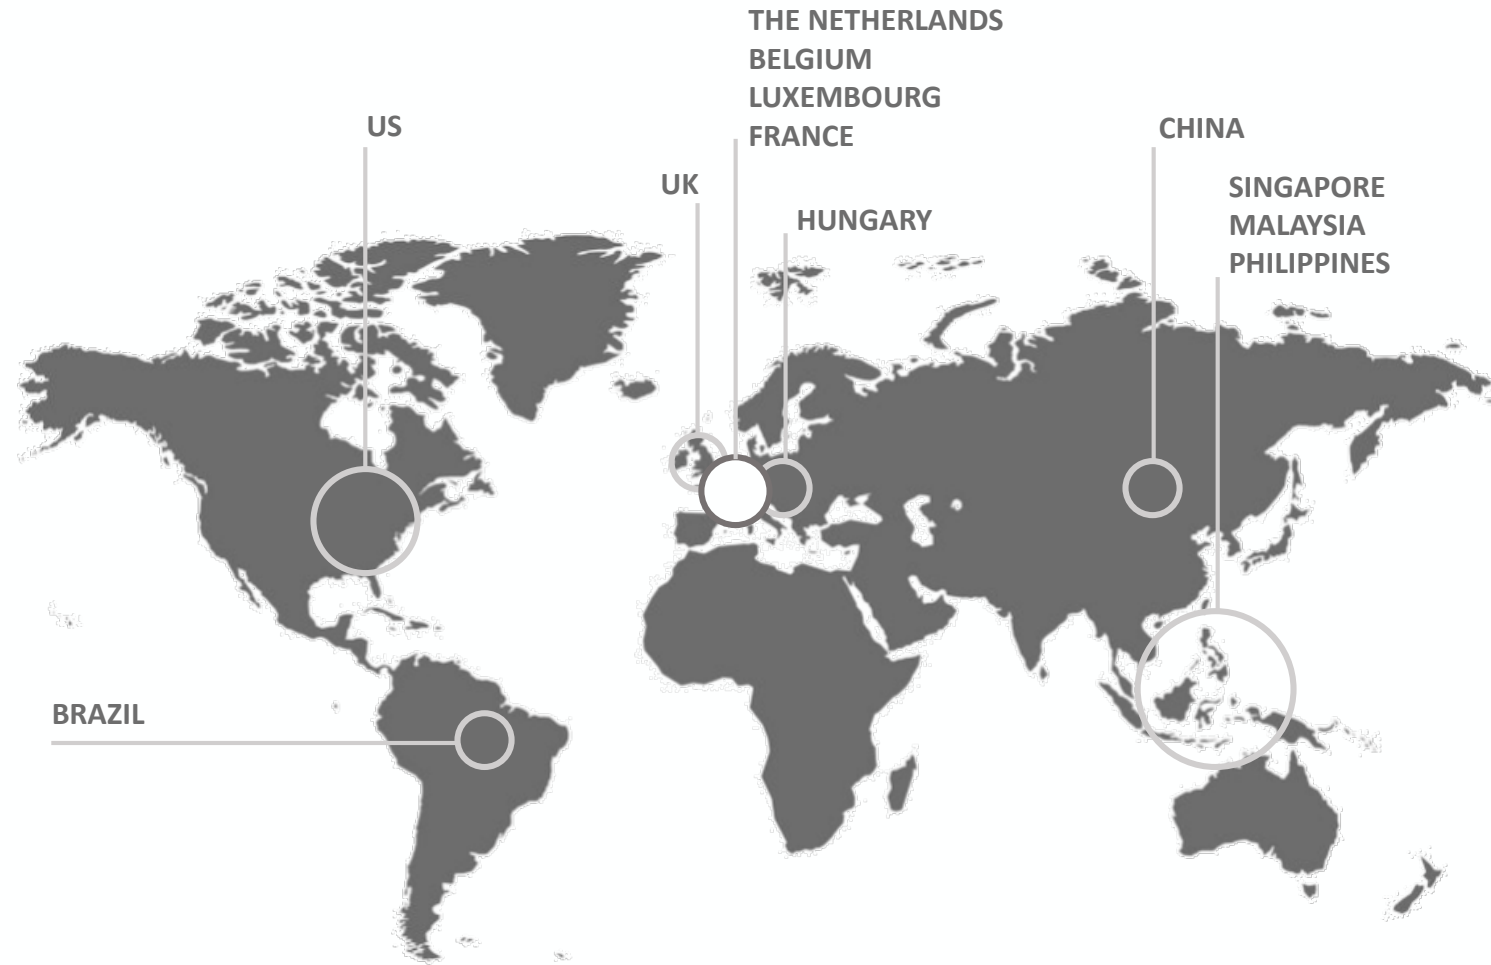 THE NETHERLANDS
BELGIUM
LUXEMBOURG
FRANCE
US
CHINA
UK
SINGAPORE
MALAYSIA
PHILIPPINES
HUNGARY
BRAZIL